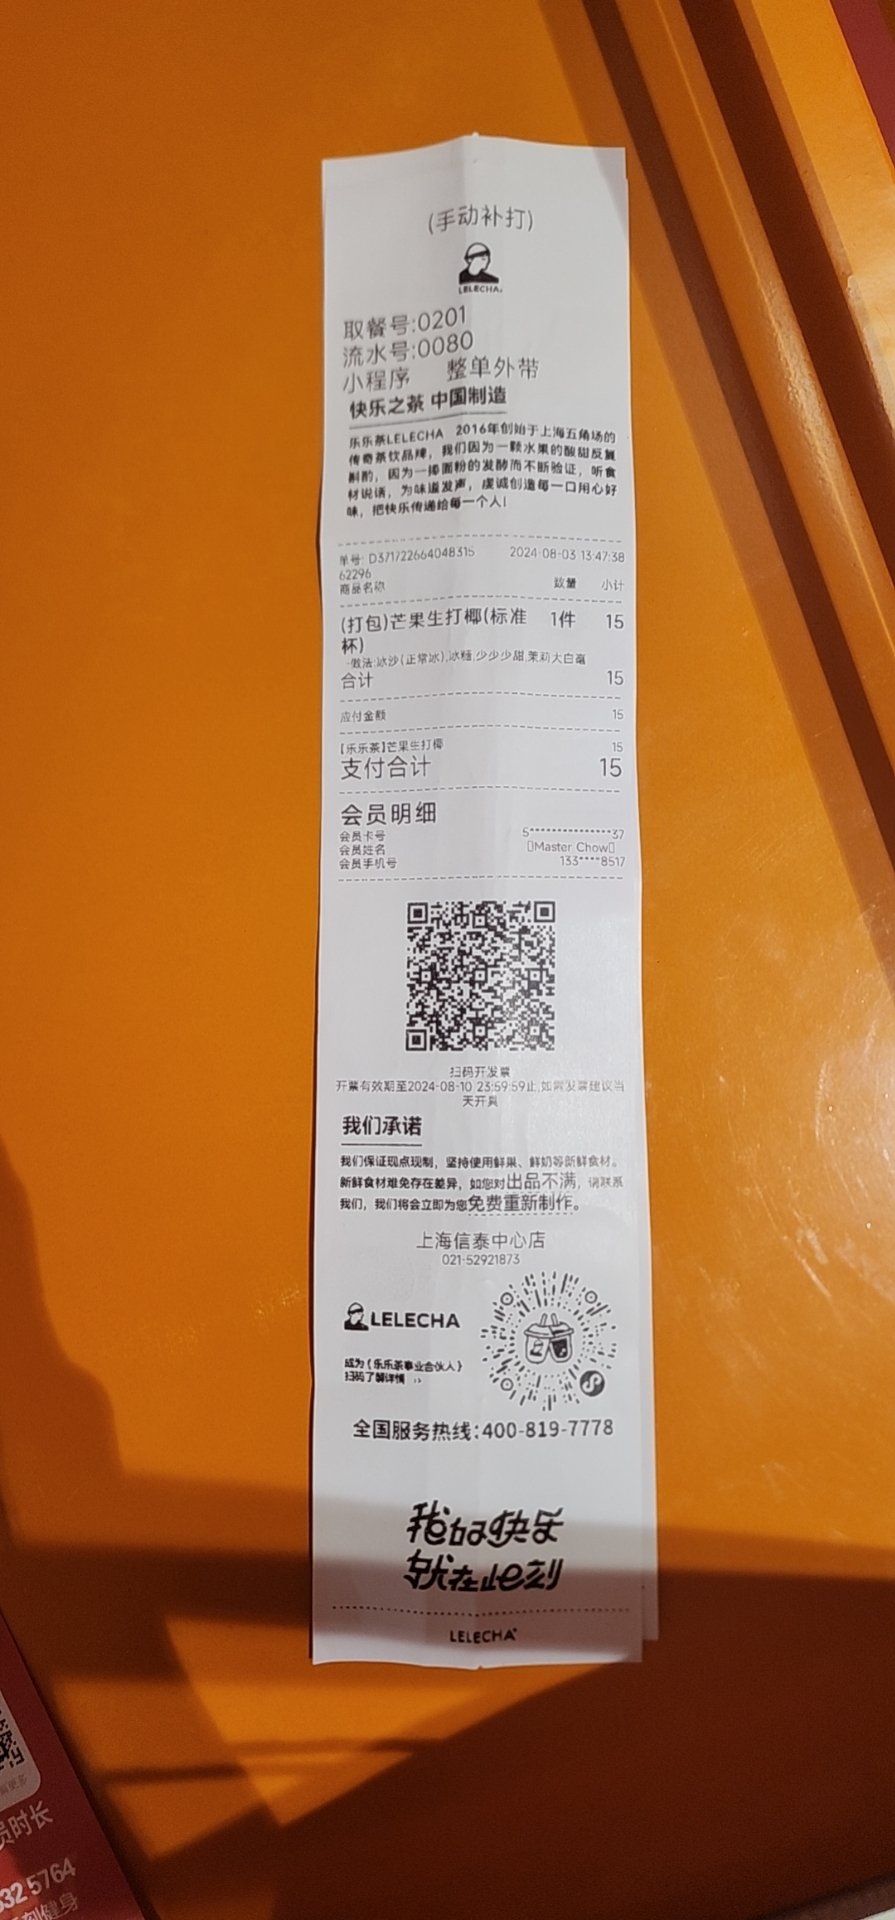 (手动补打)
LELECHA
取餐号:0201
流水号:0080
小程序 整单外带
快乐之茶 中国制造
乐乐茶LELECHA 2016年创始于上海五角场的
传奇茶饮品牌，我们因为一颗水果的酸甜反复
斟酌，因为一捧面粉的发酵而不断验证，听食
材说话，为味道发声，虔诚创造每一口用心好
味，把快乐传递给每一个人！
单号: D371722664048315 2024-08-03 13:47:38
62296
商品名称 数量 小计
(打包)芒果生打椰(标准 1件 15
杯)
·做法:冰沙(正常冰),冰糖,少少少甜,茉莉大白毫
合计 15
应付金额 15
【乐乐茶】芒果生打椰 15
支付合计 15
会员明细
会员卡号 5***************37
会员姓名 Master Chow
会员手机号 133****8517
扫码开发票
开票有效期至2024-08-10 23:59:59止,如需发票建议当
天开具
我们承诺
我们保证现点现制，坚持使用鲜果、鲜奶等新鲜食材。
新鲜食材难免存在差异，如您对出品不满，请联系
我们，我们将会立即为您免费重新制作。
上海信泰中心店
021-52921873
LELECHA
成为《乐乐茶事业合伙人》
扫码了解详情 >>
全国服务热线:400-819-7778
我的快乐
就在此刻
LELECHA
员时长
532 5764
刻健身